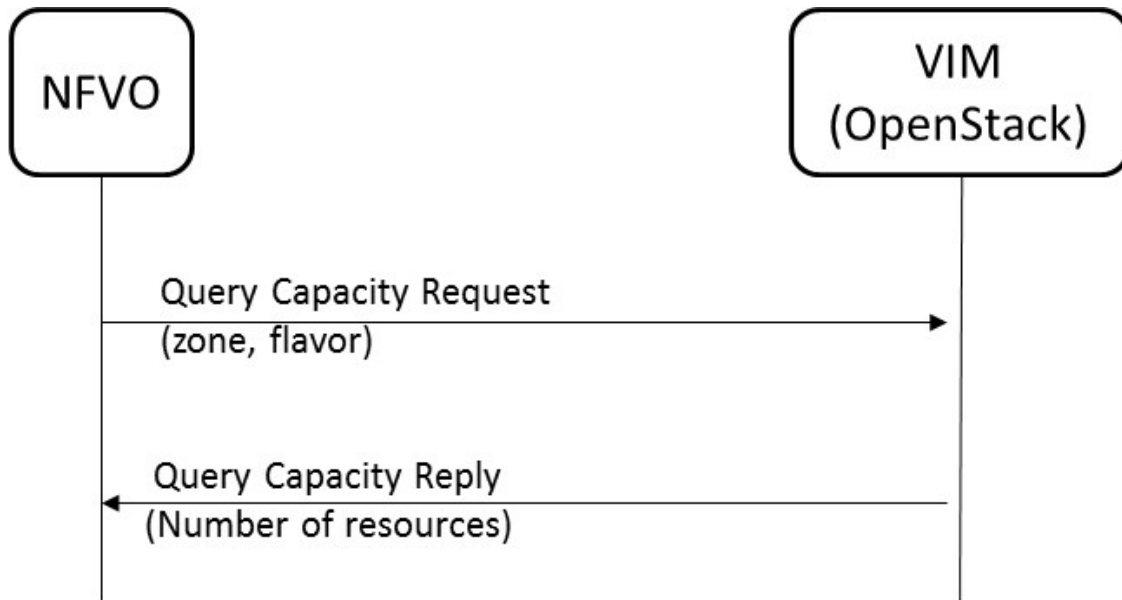 NFVO
VIM
(OpenStack)
Query Capacity Request
(zone, flavor)
Query Capacity Reply
(Number of resources)